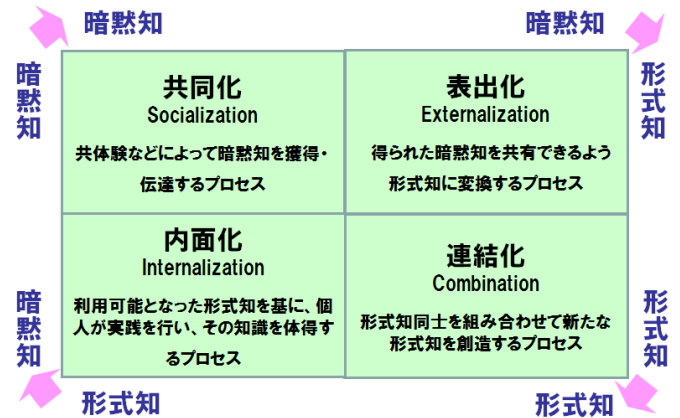 暗黙知
暗黙知
暗黙知
形式知
共同化
Socialization
共体験などによって暗黙知を獲得・
伝達するプロセス
表出化
Externalization
得られた暗黙知を共有できるよう
形式知に変換するプロセス
内面化
Internalization
利用可能となった形式知を基に、個
人が実践を行い、その知識を体得す
るプロセス
連結化
Combination
形式知同士を組み合わせて新たな
形式知を創造するプロセス
暗黙知
形式知
形式知
形式知